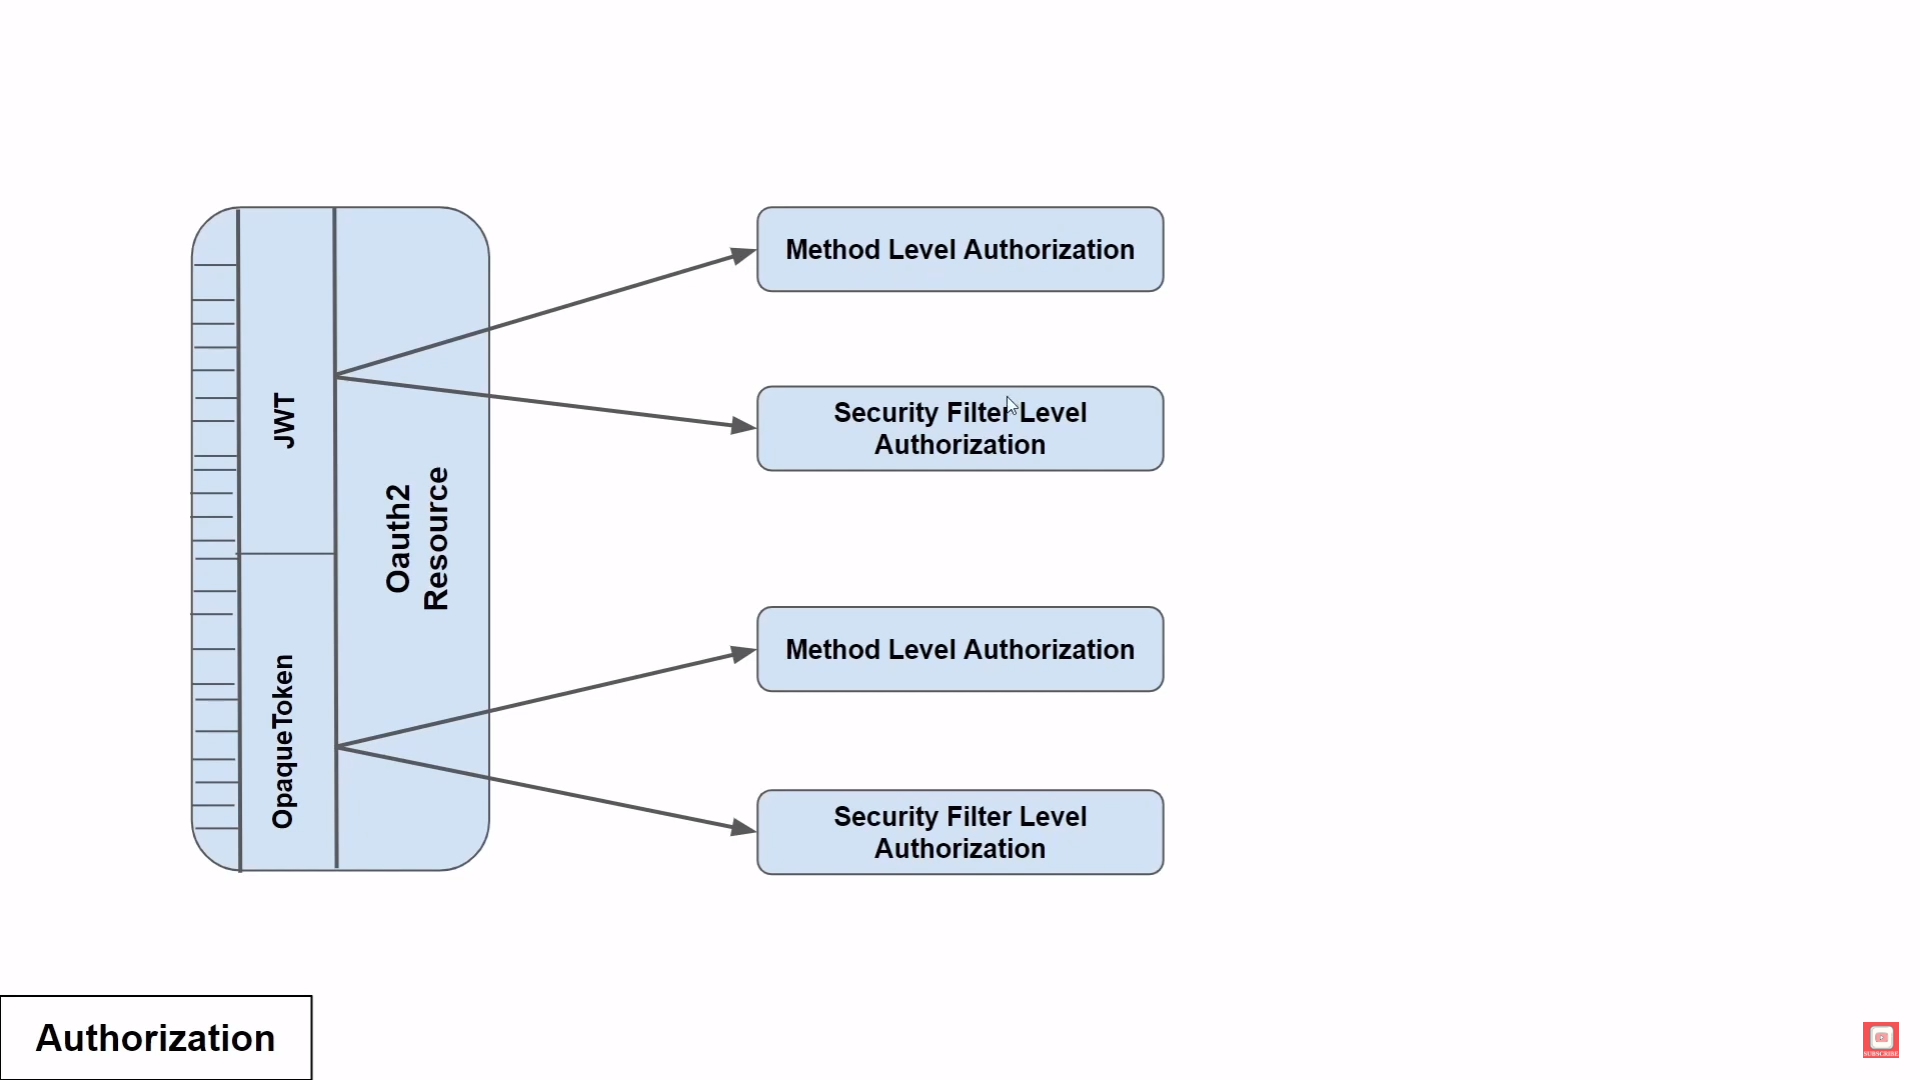 Method Level Authorization
Security Filter Level
Authorization
JWT
Oauth2
Resource
OpaqueToken
Method Level Authorization
Security Filter Level
Authorization
Authorization
SUBSCRIBE